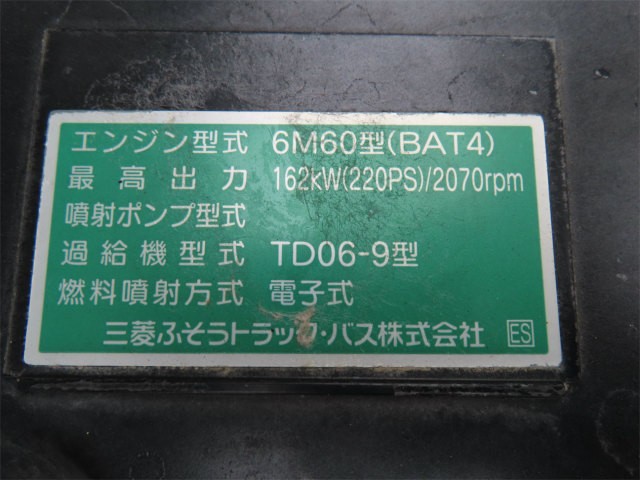 エンジン型式 6M60型(BAT4)
最高出力 162kW(220PS)/2070rpm
噴射ポンプ型式
過給機型式 TD06-9型
燃料噴射方式 電子式
三菱ふそうトラック・バス株式会社 ES